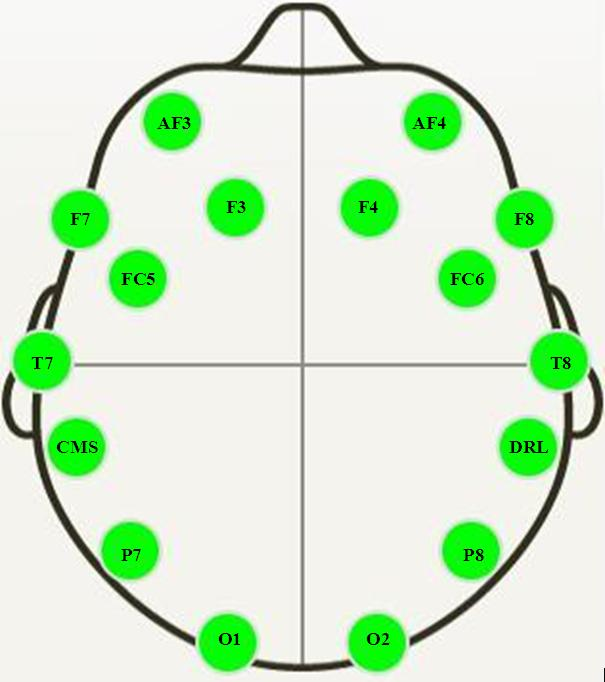 AF3 AF4
F3 F4
F7 F8
FC5 FC6
T7 T8
CMS DRL
P7 P8
O1 O2